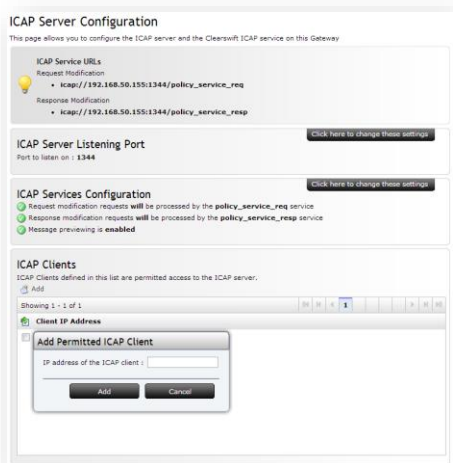 ICAP Server Configuration
This page allows you to configure the ICAP server and the Clearswift ICAP service on this Gateway
ICAP Service URLs
Request Modification
• icap://192.168.50.155:1344/policy_service_req
Response Modification
• icap://192.168.50.155:1344/policy_service_resp
Click here to change these settings
ICAP Server Listening Port
Port to listen on : 1344
Click here to change these settings
ICAP Services Configuration
Request modification requests will be processed by the policy_service_req service
Response modification requests will be processed by the policy_service_resp service
Message previewing is enabled
ICAP Clients
ICAP Clients defined in this list are permitted access to the ICAP server.
Add
Showing 1 - 1 of 1
1
Client IP Address
Add Permitted ICAP Client
IP address of the ICAP client :
Add
Cancel